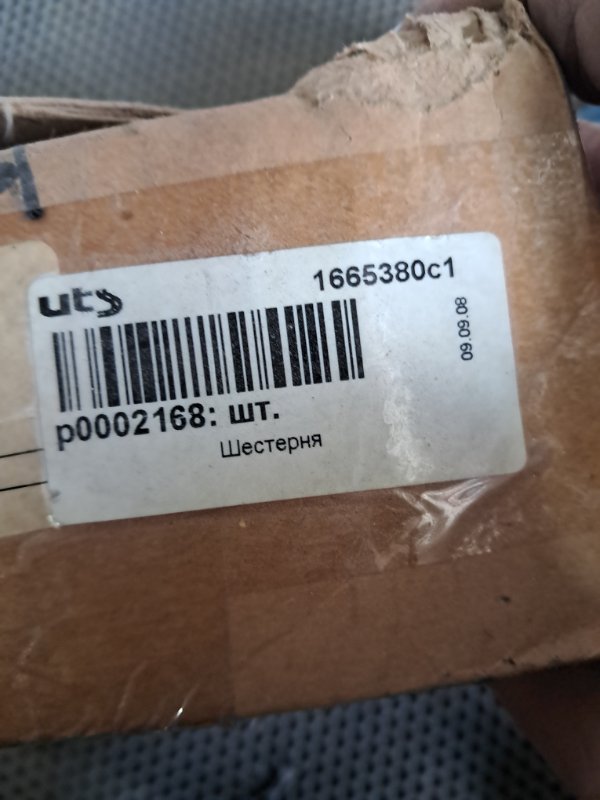 uts
1665380c1
09.09.08
p0002168: шт.
Шестерня